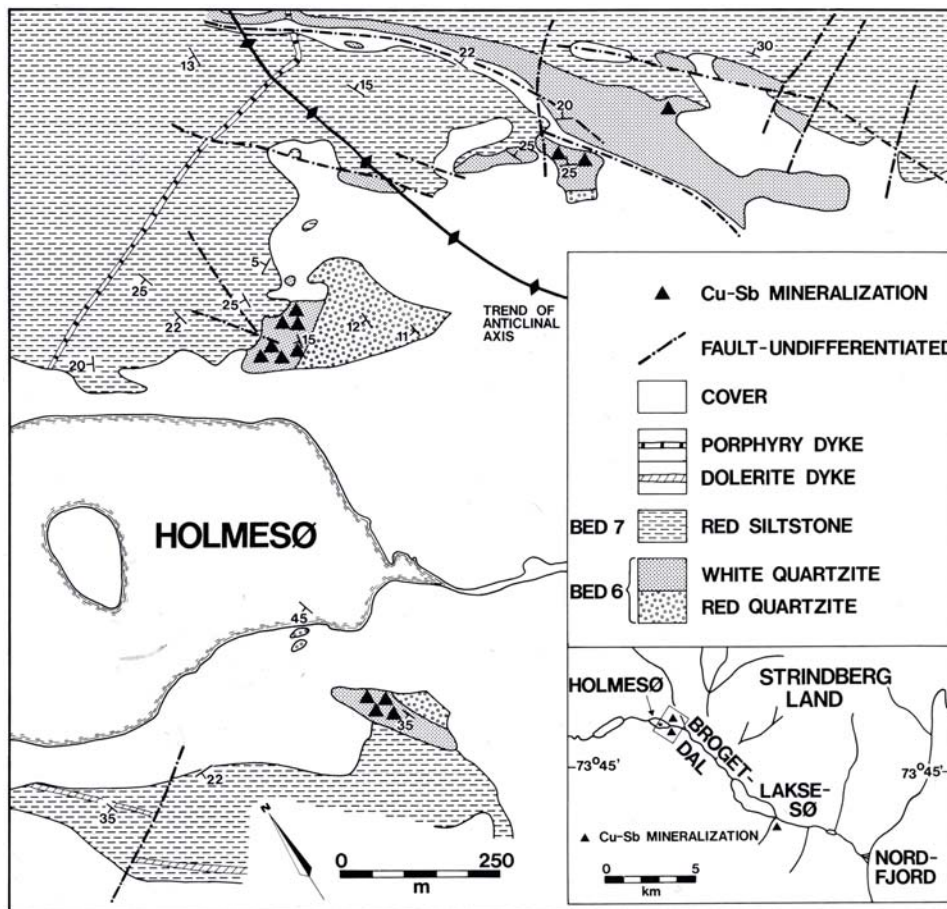 13
15
22
30
20
25
25
5
25
25
22
15
12
11
20
TREND OF
ANTICLINAL
AXIS
HOLMESØ
45
35
22
35
N
0 250
m
Cu-Sb MINERALIZATION
FAULT-UNDIFFERENTIATED
COVER
PORPHYRY DYKE
DOLERITE DYKE
BED 7 RED SILTSTONE
BED 6 WHITE QUARTZITE
RED QUARTZITE
HOLMESØ
STRINDBERG
LAND
BROGET-
DAL
73°45'
73°45'
LAKSE-
SØ
Cu-Sb MINERALIZATION
NORD-
FJORD
0 5
km